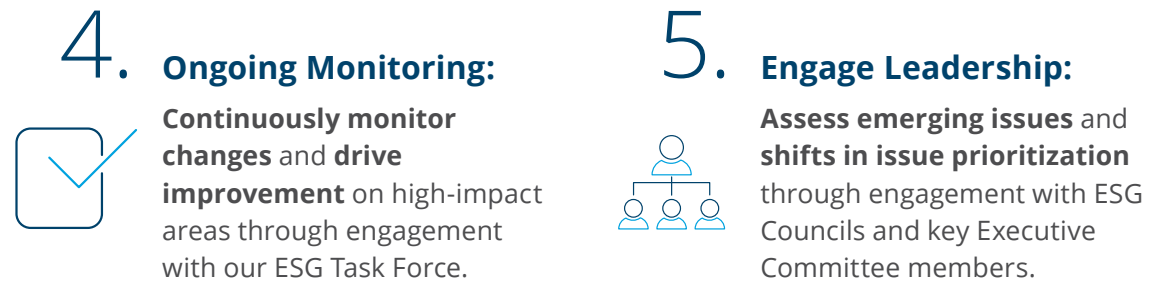 4. Ongoing Monitoring:
Continuously monitor
changes and drive
improvement on high-impact
areas through engagement
with our ESG Task Force.
5. Engage Leadership:
Assess emerging issues and
shifts in issue prioritization
through engagement with ESG
Councils and key Executive
Committee members.